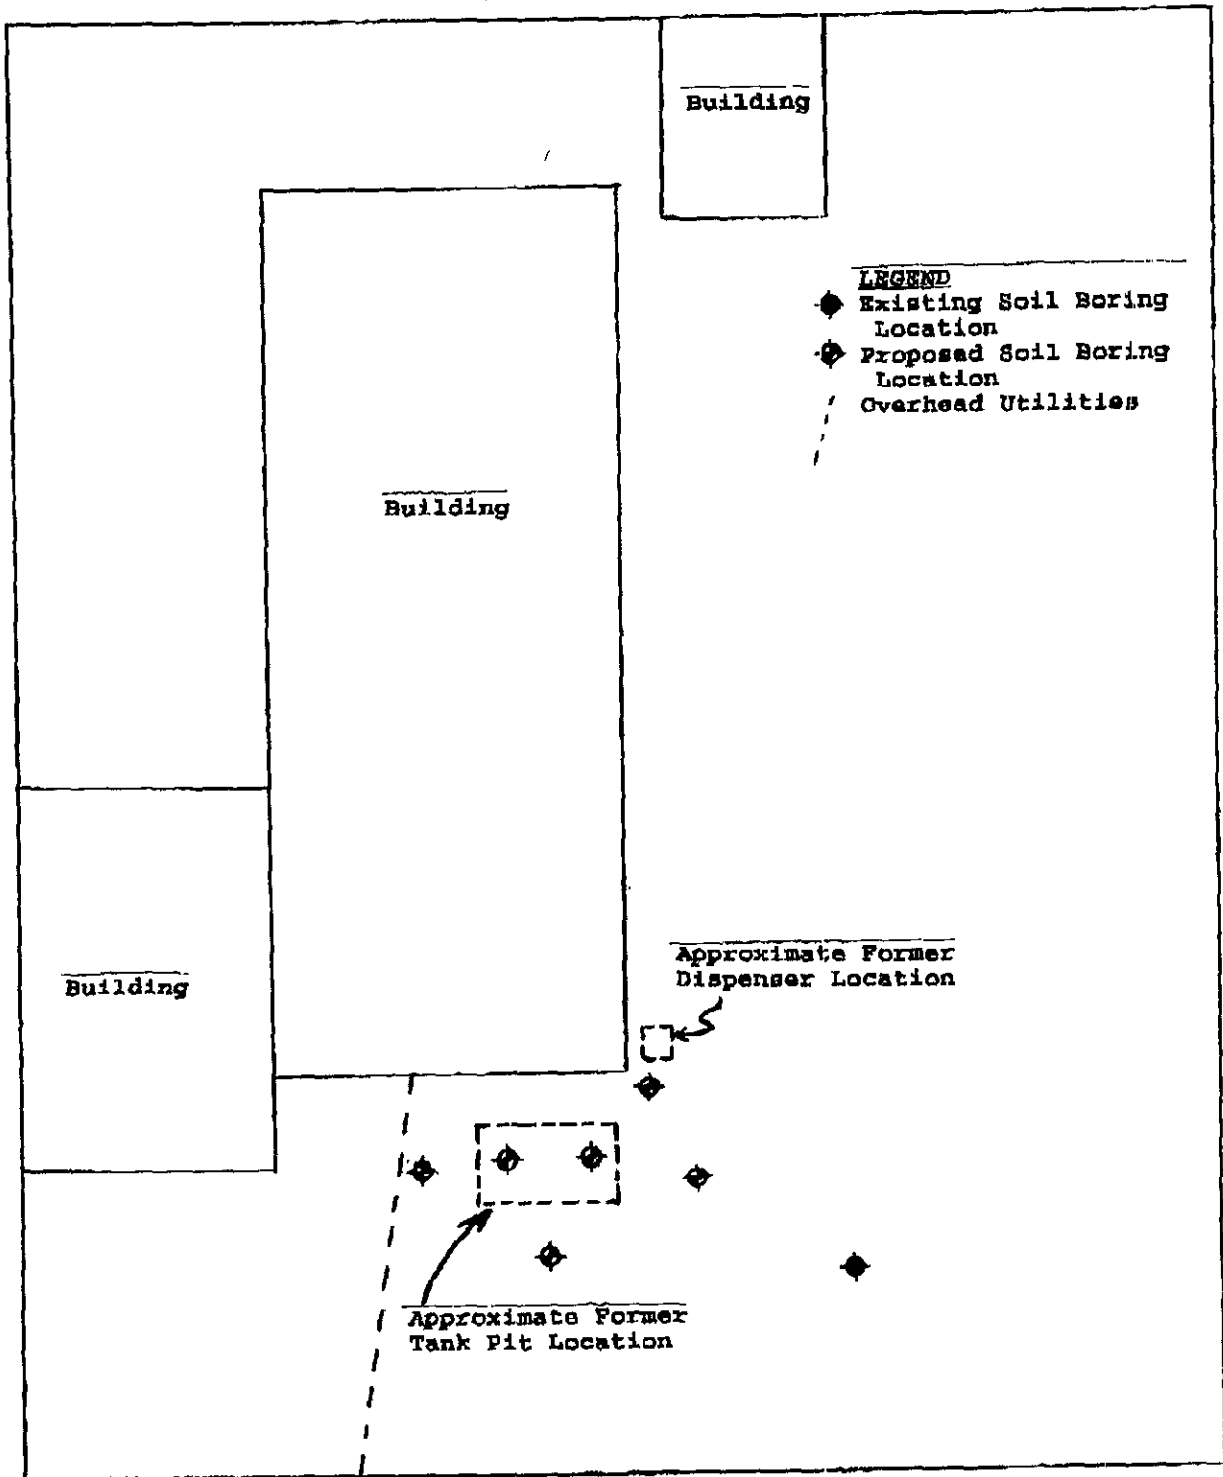 Building
LEGEND
Existing Soil Boring
Location
Proposed Soil Boring
Location
Overhead Utilities
Building
Approximate Former
Dispenser Location
Building
Approximate Former
Tank Pit Location